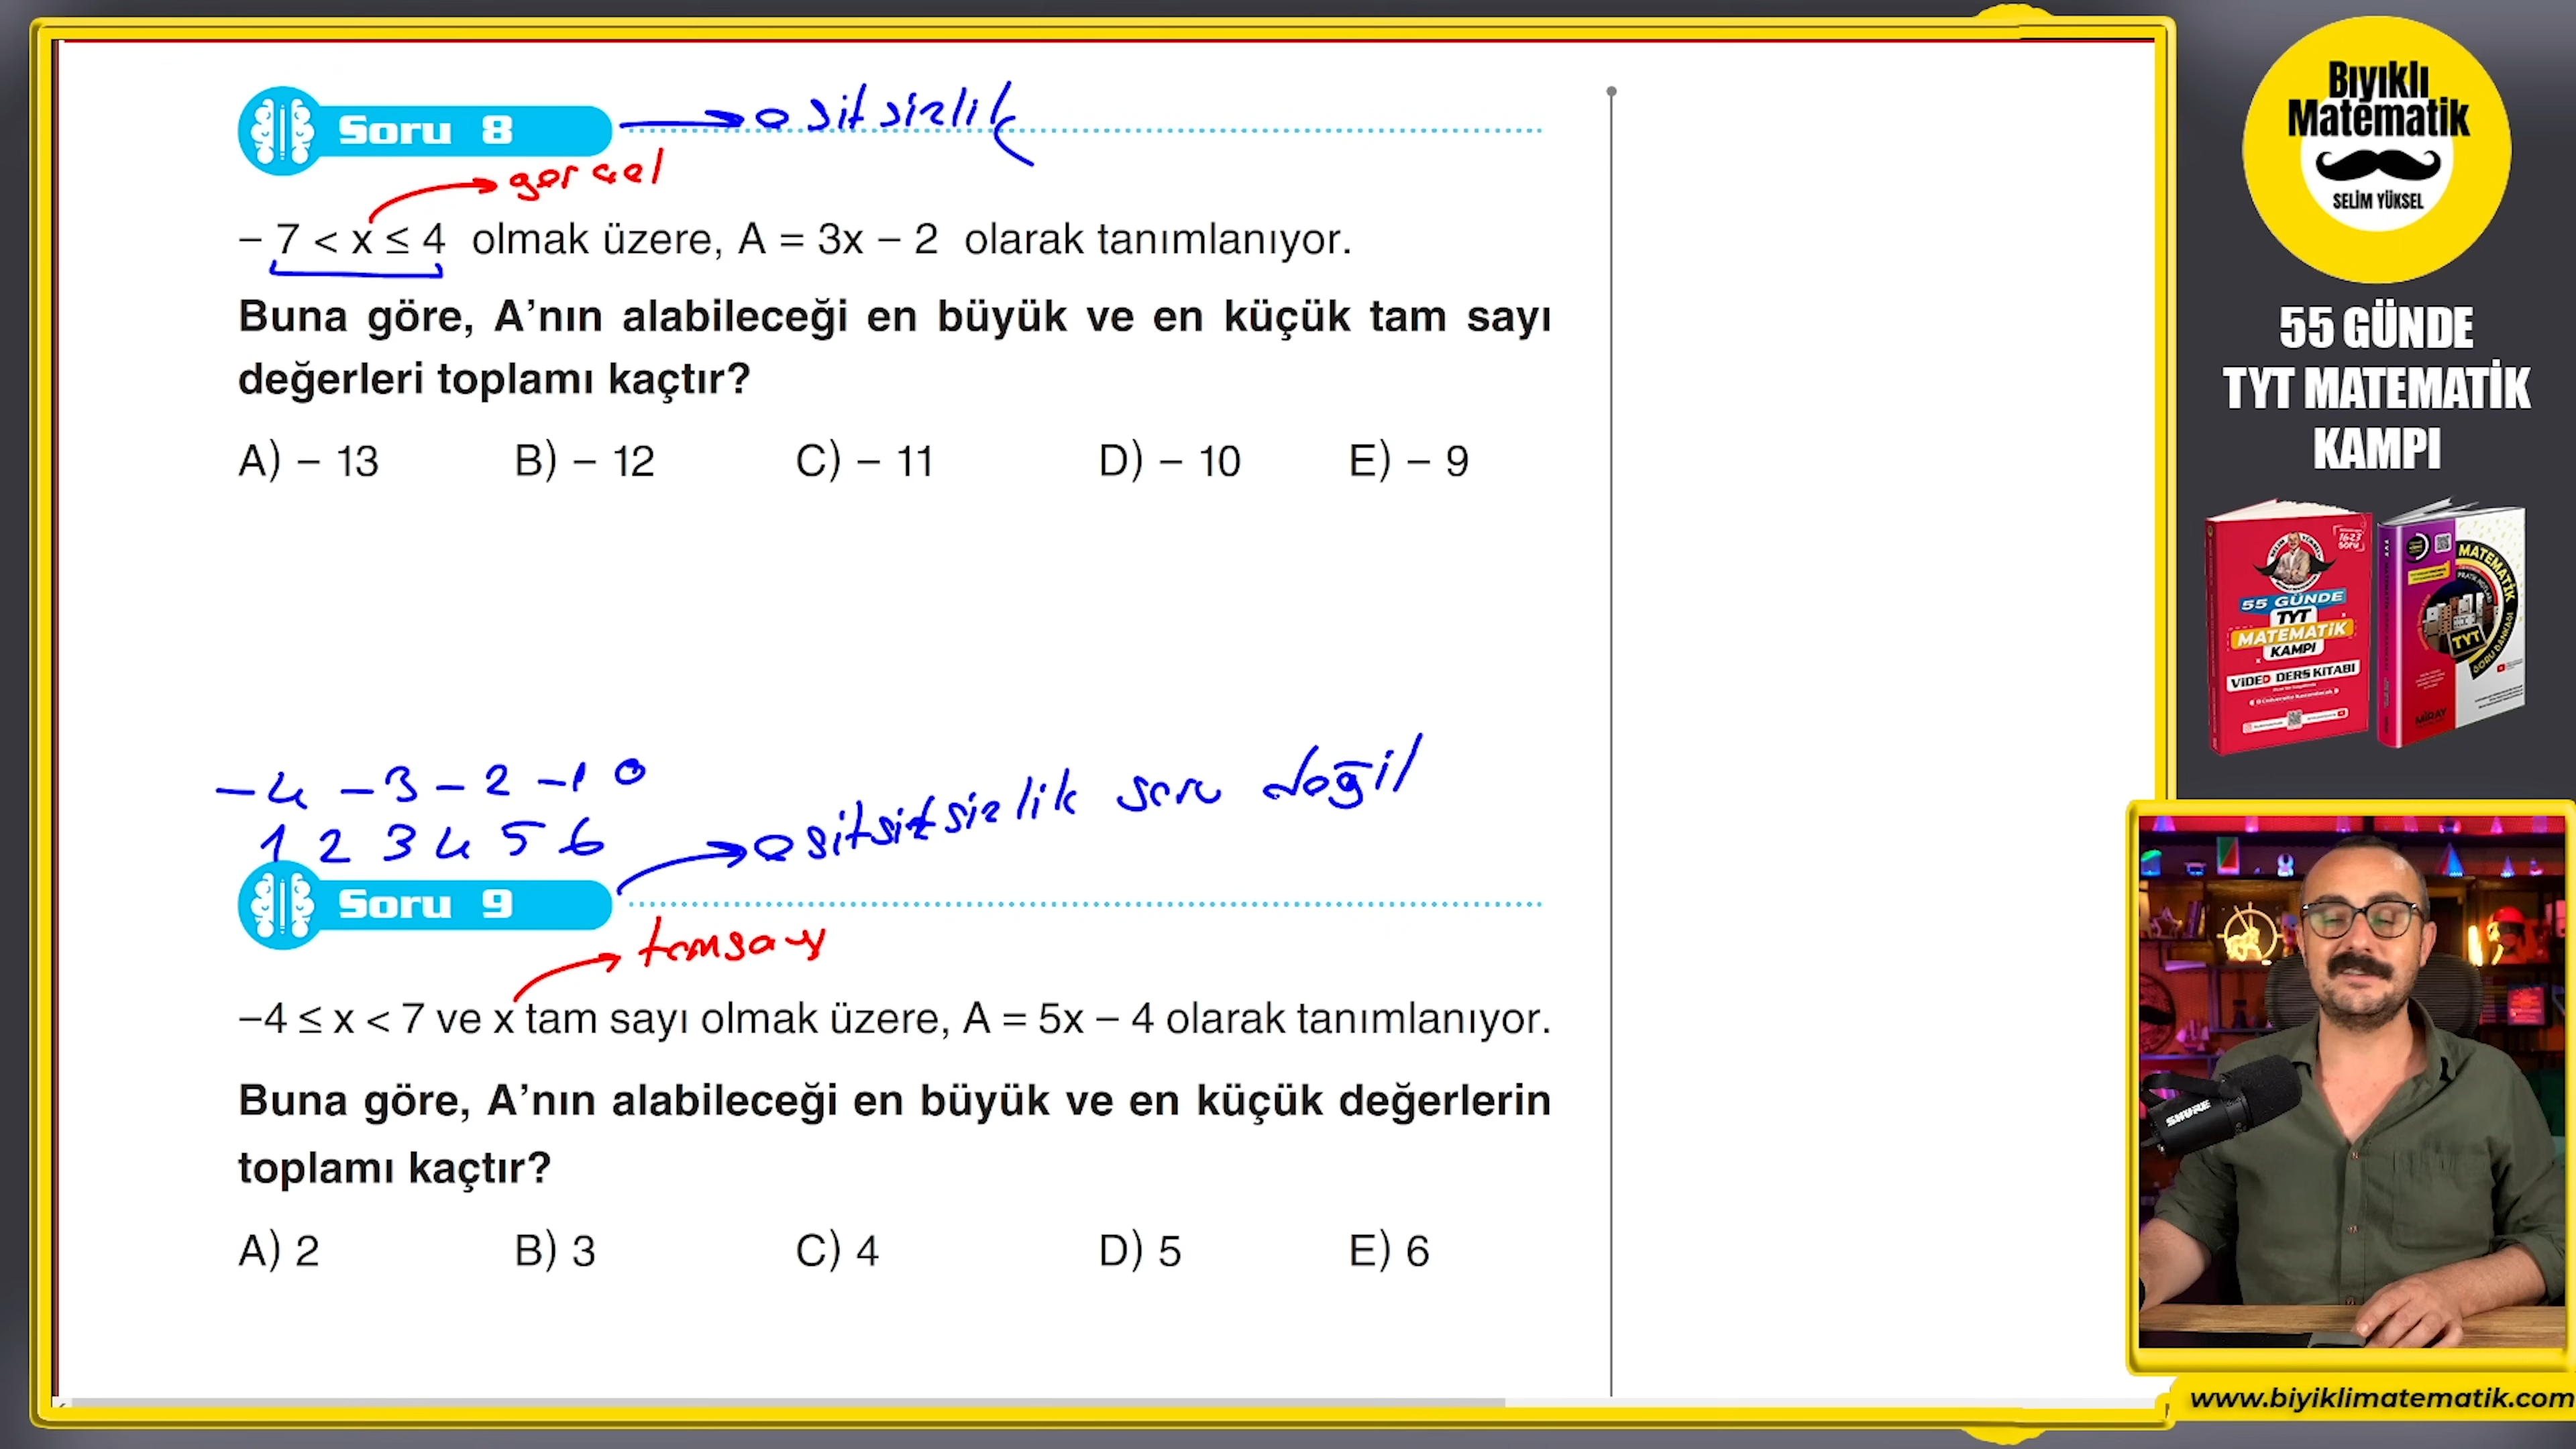 Soru 8
eşitsizlik
gerçel
– 7 < x ≤ 4 olmak üzere, A = 3x – 2 olarak tanımlanıyor.
Buna göre, A’nın alabileceği en büyük ve en küçük tam sayı
değerleri toplamı kaçtır?
A) – 13 B) – 12 C) – 11 D) – 10 E) – 9
-4 -3 -2 -1 0
1 2 3 4 5 6
değil
Soru 9
tamsayı
–4 ≤ x < 7 ve x tam sayı olmak üzere, A = 5x – 4 olarak tanımlanıyor.
Buna göre, A’nın alabileceği en büyük ve en küçük değerlerin
toplamı kaçtır?
A) 2 B) 3 C) 4 D) 5 E) 6
Bıyıklı
Matematik
SELİM YÜKSEL
55 GÜNDE
TYT MATEMATİK
KAMPI
55 GÜNDE
TYT
MATEMATİK
KAMPI
VİDEO DERS KİTABI
MATEMATİK
TYT
SORU BANKASI
MİRAY
SHURE
www.biyiklimatematik.com